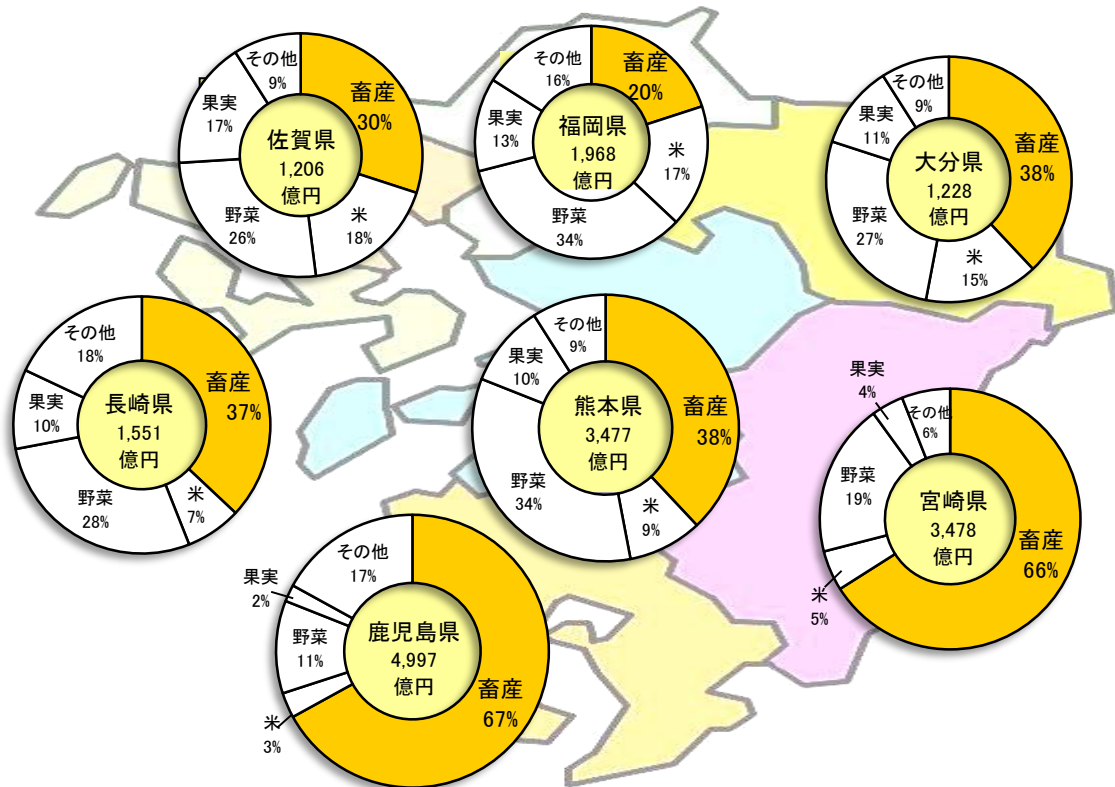 その他
9%
畜産
30%
米
18%
野菜
26%
果実
17%
佐賀県
1,206
億円
その他
16%
畜産
20%
米
17%
野菜
34%
果実
13%
福岡県
1,968
億円
その他
9%
畜産
38%
米
15%
野菜
27%
果実
11%
大分県
1,228
億円
その他
18%
畜産
37%
米
7%
野菜
28%
果実
10%
長崎県
1,551
億円
その他
9%
畜産
38%
米
9%
野菜
34%
果実
10%
熊本県
3,477
億円
果実
4%
その他
6%
畜産
66%
米
5%
野菜
19%
宮崎県
3,478
億円
その他
17%
畜産
67%
米
3%
野菜
11%
果実
2%
鹿児島県
4,997
億円